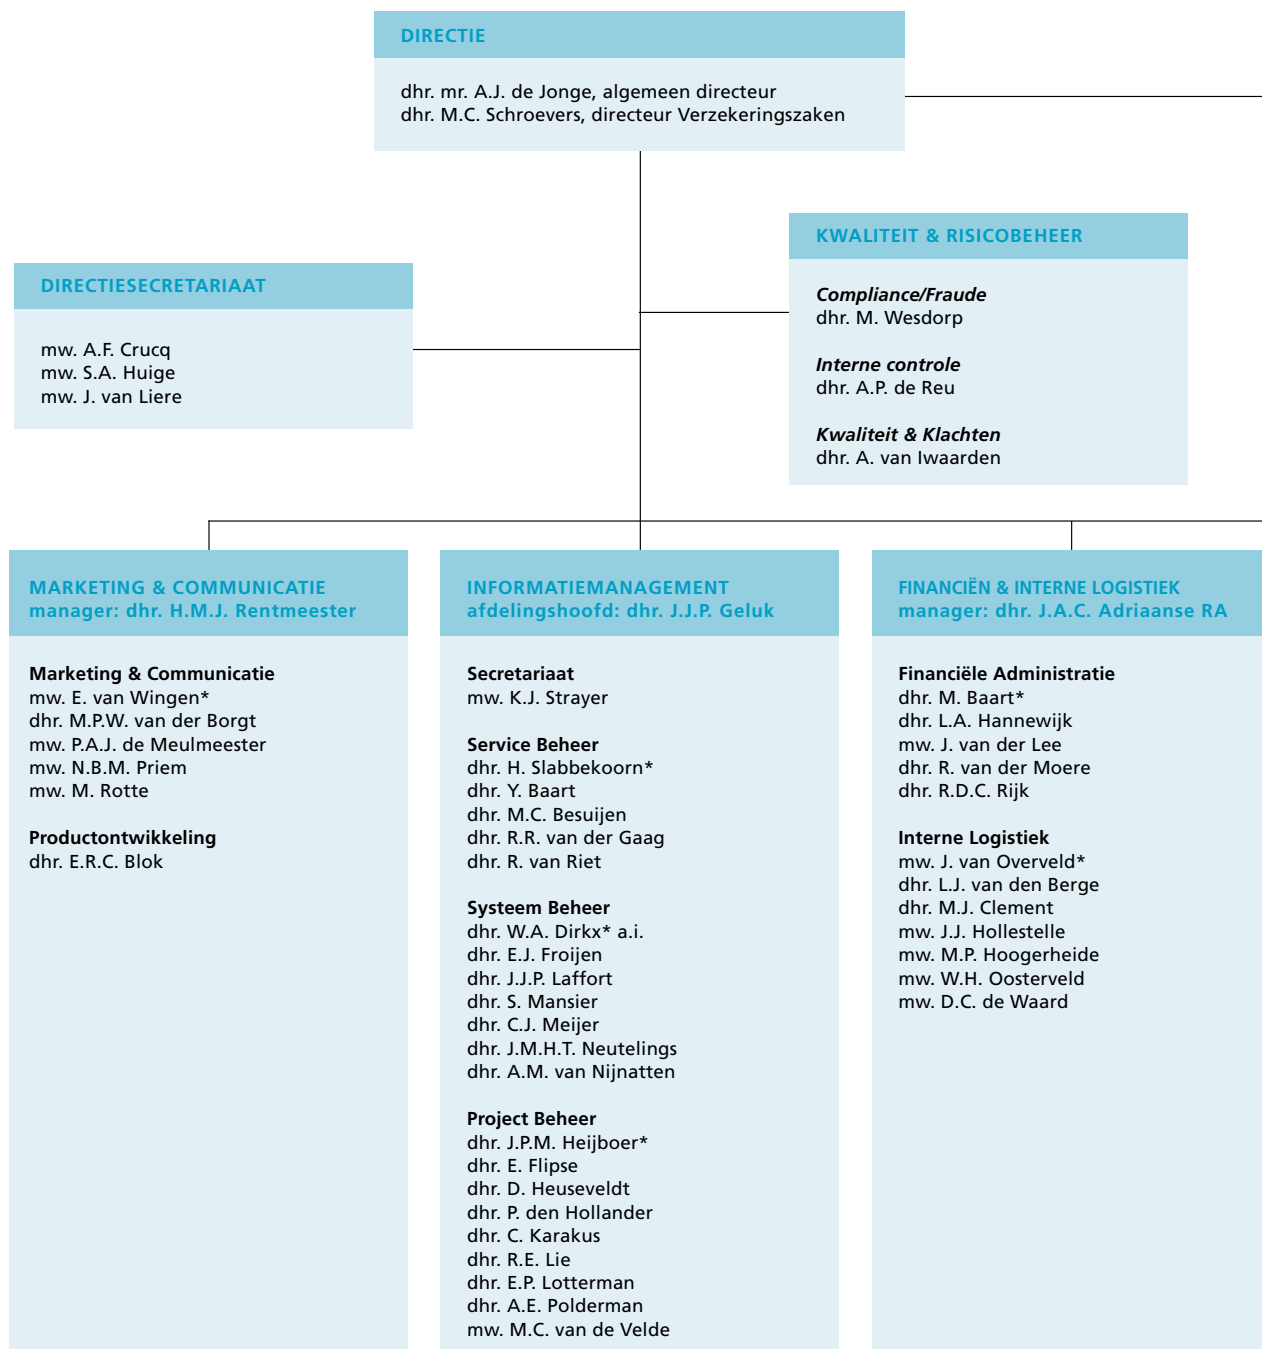 DIRECTIE
dhr. mr. A.J. de Jonge, algemeen directeur
dhr. M.C. Schroevers, directeur Verzekeringszaken
KWALITEIT & RISICOBEHEER
Compliance/Fraude
dhr. M. Wesdorp
Interne controle
dhr. A.P. de Reu
Kwaliteit & Klachten
dhr. A. van Iwaarden
DIRECTIESECRETARIAAT
mw. A.F. Crucq
mw. S.A. Huige
mw. J. van Liere
MARKETING & COMMUNICATIE
manager: dhr. H.M.J. Rentmeester
Marketing & Communicatie
mw. E. van Wingen*
dhr. M.P.W. van der Borgt
mw. P.A.J. de Meulmeester
mw. N.B.M. Priem
mw. M. Rotte
Productontwikkeling
dhr. E.R.C. Blok
INFORMATIEMANAGEMENT
afdelingshoofd: dhr. J.J.P. Geluk
Secretariaat
mw. K.J. Strayer
Service Beheer
dhr. H. Slabbekoorn*
dhr. Y. Baart
dhr. M.C. Besuijen
dhr. R.R. van der Gaag
dhr. R. van Riet
Systeem Beheer
dhr. W.A. Dirkx* a.i.
dhr. E.J. Froijen
dhr. J.J.P. Laffort
dhr. S. Mansier
dhr. C.J. Meijer
dhr. J.M.H.T. Neutelings
dhr. A.M. van Nijnatten
Project Beheer
dhr. J.P.M. Heijboer*
dhr. E. Flipse
dhr. D. Heuseveldt
dhr. P. den Hollander
dhr. C. Karakus
dhr. R.E. Lie
dhr. E.P. Lotterman
dhr. A.E. Polderman
mw. M.C. van de Velde
FINANCIËN & INTERNE LOGISTIEK
manager: dhr. J.A.C. Adriaanse RA
Financiële Administratie
dhr. M. Baart*
dhr. L.A. Hannewijk
mw. J. van der Lee
dhr. R. van der Moere
dhr. R.D.C. Rijk
Interne Logistiek
mw. J. van Overveld*
dhr. L.J. van den Berge
dhr. M.J. Clement
mw. J.J. Hollestelle
mw. M.P. Hoogerheide
mw. W.H. Oosterveld
mw. D.C. de Waard